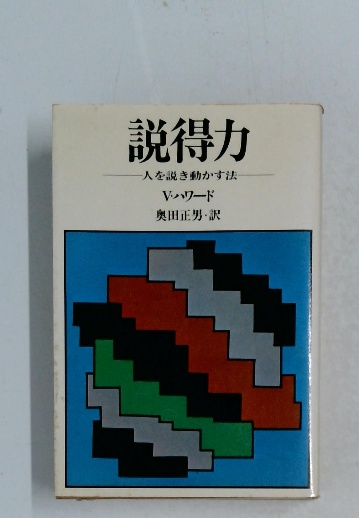 説得力
人を説き動かす法
V・ハワード
奥田正男・訳